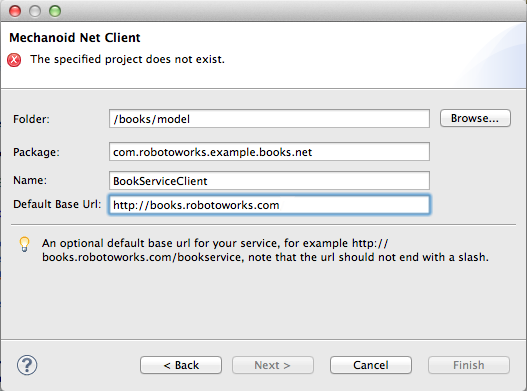 Mechanoid Net Client
The specified project does not exist.
Folder: /books/model Browse...
Package: com.robotoworks.example.books.net
Name: BookServiceClient
Default Base Url: http://books.robotoworks.com
An optional default base url for your service, for example http://
books.robotoworks.com/bookservice, note that the url should not end with a slash.
? < Back Next > Cancel Finish